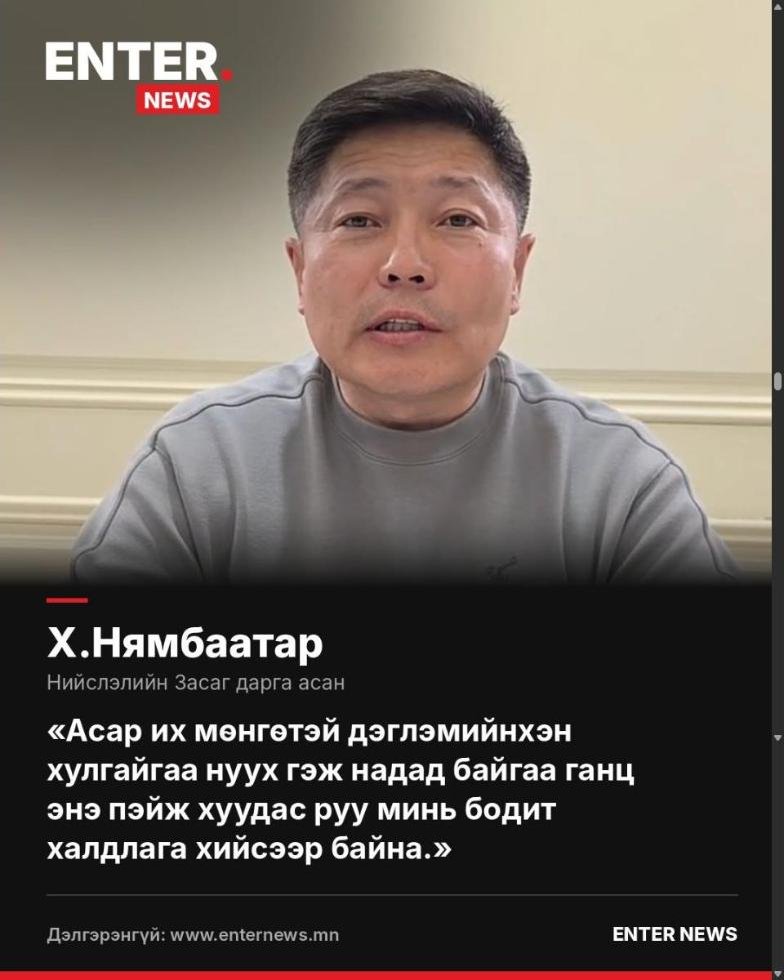 ENTER.
NEWS
Х.Нямбаатар
Нийслэлийн Засаг дарга асан
«Асар их мөнгөтэй дэглэмийнхэн
хулгайгаа нуух гэж надад байгаа ганц
энэ пэйж хуудас руу минь бодит
халдлага хийсээр байна.»
Дэлгэрэнгүй: www.enternews.mn
ENTER NEWS